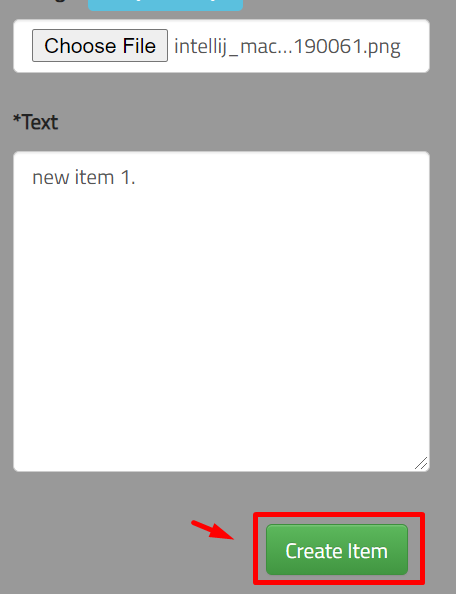 Choose File intellij_mac...190061.png
*Text
new item 1.
Create Item